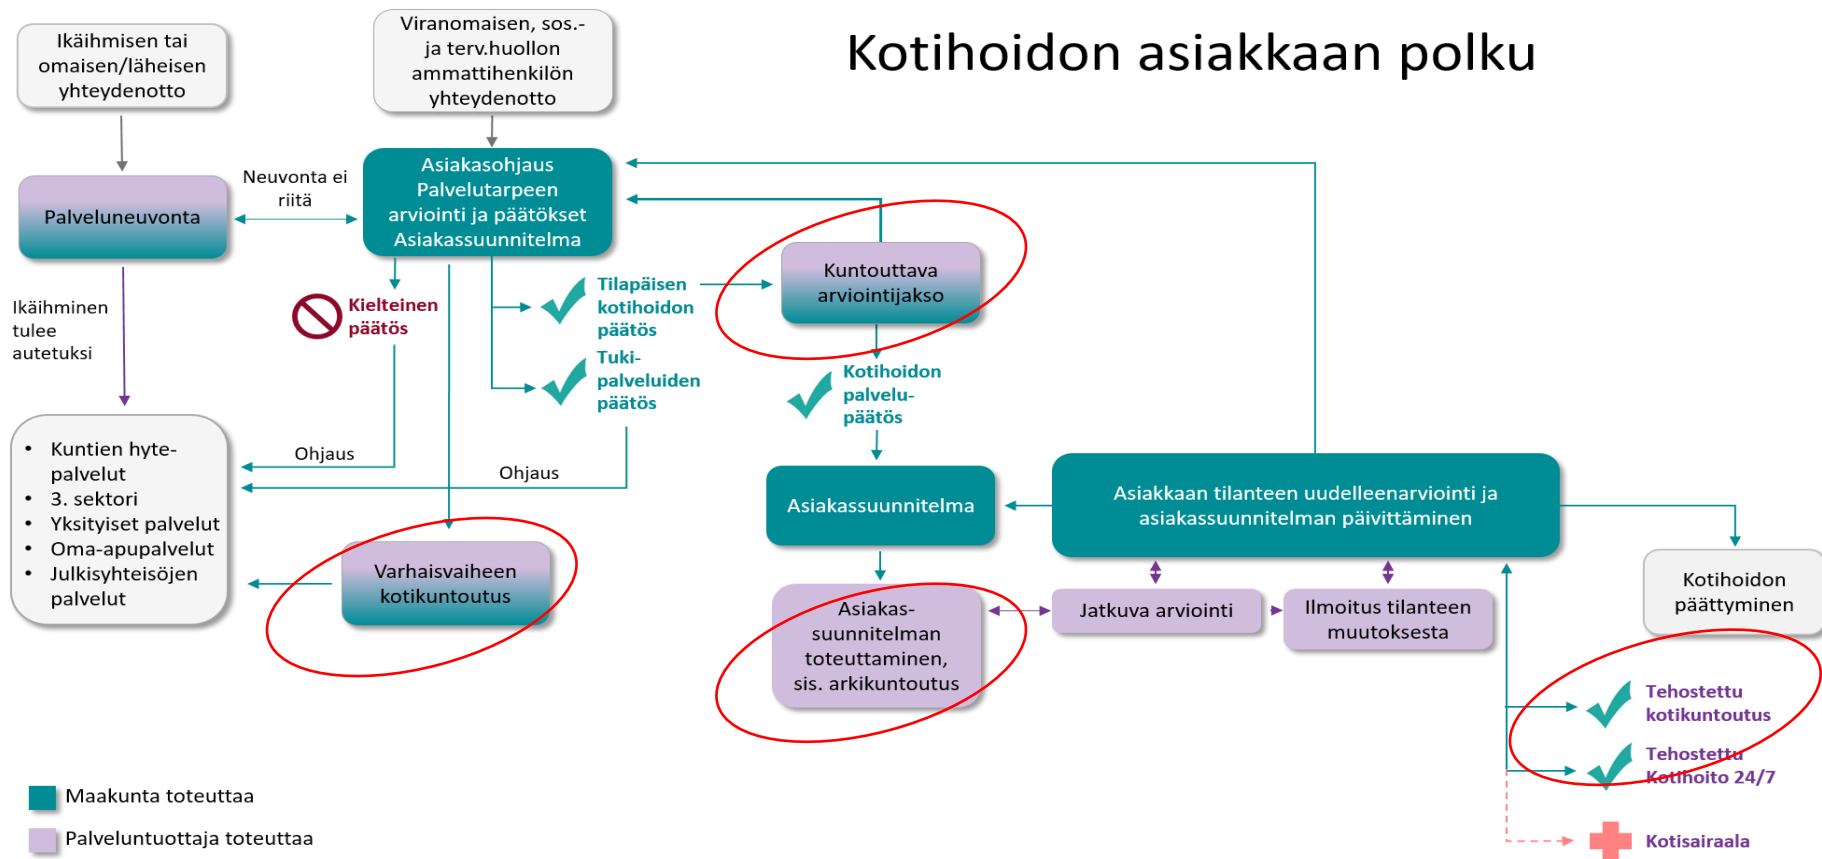 Kotihoidon asiakkaan polku
Ikäihmisen tai
omaisen/läheisen
yhteydenotto
Viranomaisen, sos.-
ja terv.huollon
ammattihenkilön
yhteydenotto
Palveluneuvonta
Neuvonta ei
riitä
Asiakasohjaus
Palvelutarpeen
arviointi ja päätökset
Asiakassuunnitelma
Ikäihminen
tulee
autetuksi
Kielteinen
päätös
Tilapäisen
kotihoidon
päätös
Tuki-
palveluiden
päätös
Kuntouttava
arviointijakso
Kotihoidon
palvelu-
päätös
Ohjaus
Ohjaus
• Kuntien hyte-
palvelut
• 3. sektori
• Yksityiset palvelut
• Oma-apupalvelut
• Julkisyhteisöjen
palvelut
Varhaisvaiheen
kotikuntoutus
Asiakassuunnitelma
Asiakkaan tilanteen uudelleenarviointi ja
asiakassuunnitelman päivittäminen
Asiakas-
suunnitelman
toteuttaminen,
sis. arkikuntoutus
Jatkuva arviointi
Ilmoitus tilanteen
muutoksesta
Kotihoidon
päättyminen
Tehostettu
kotikuntoutus
Tehostettu
Kotihoito 24/7
Kotisairaala
Maakunta toteuttaa
Palveluntuottaja toteuttaa